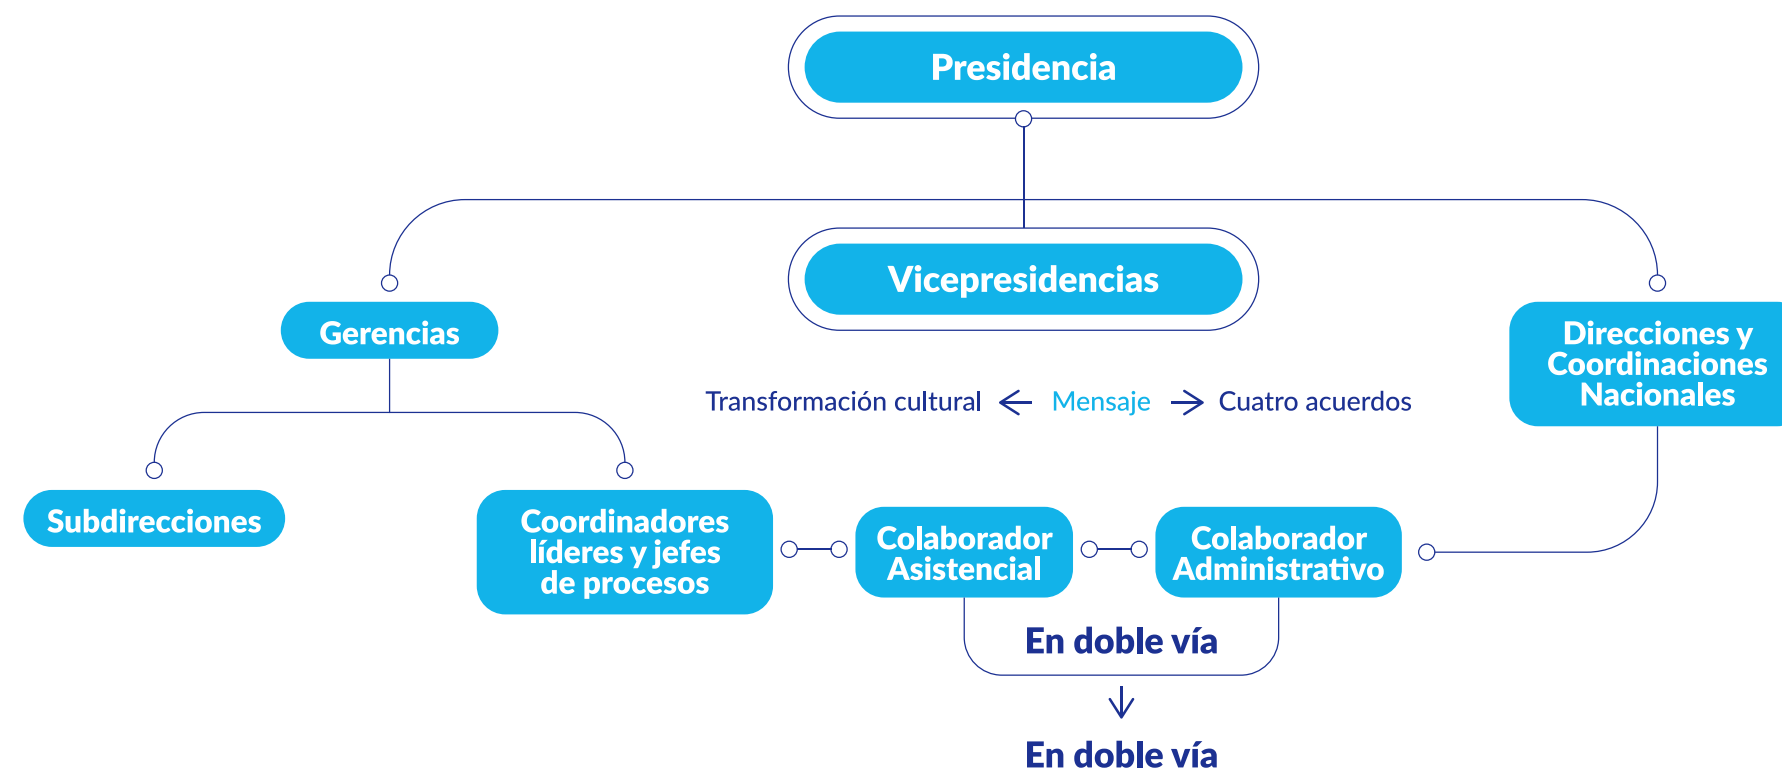 Presidencia
Vicepresidencias
Gerencias
Direcciones y
Coordinaciones
Nacionales
Transformación cultural ← Mensaje → Cuatro acuerdos
Subdirecciones
Coordinadores
líderes y jefes
de procesos
Colaborador
Asistencial
Colaborador
Administrativo
En doble vía
En doble vía